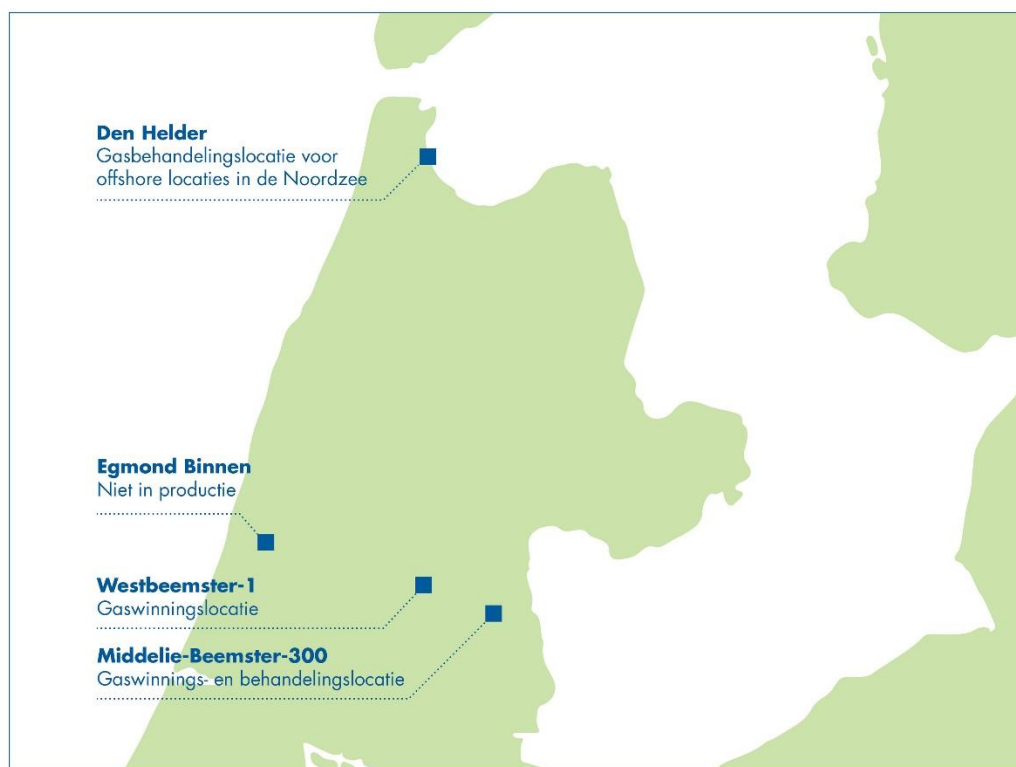 Den Helder
Gasbehandelingslocatie voor
offshore locaties in de Noordzee
Egmond Binnen
Niet in productie
Westbeemster-1
Gaswinningslocatie
Middelie-Beemster-300
Gaswinnings- en behandelingslocatie